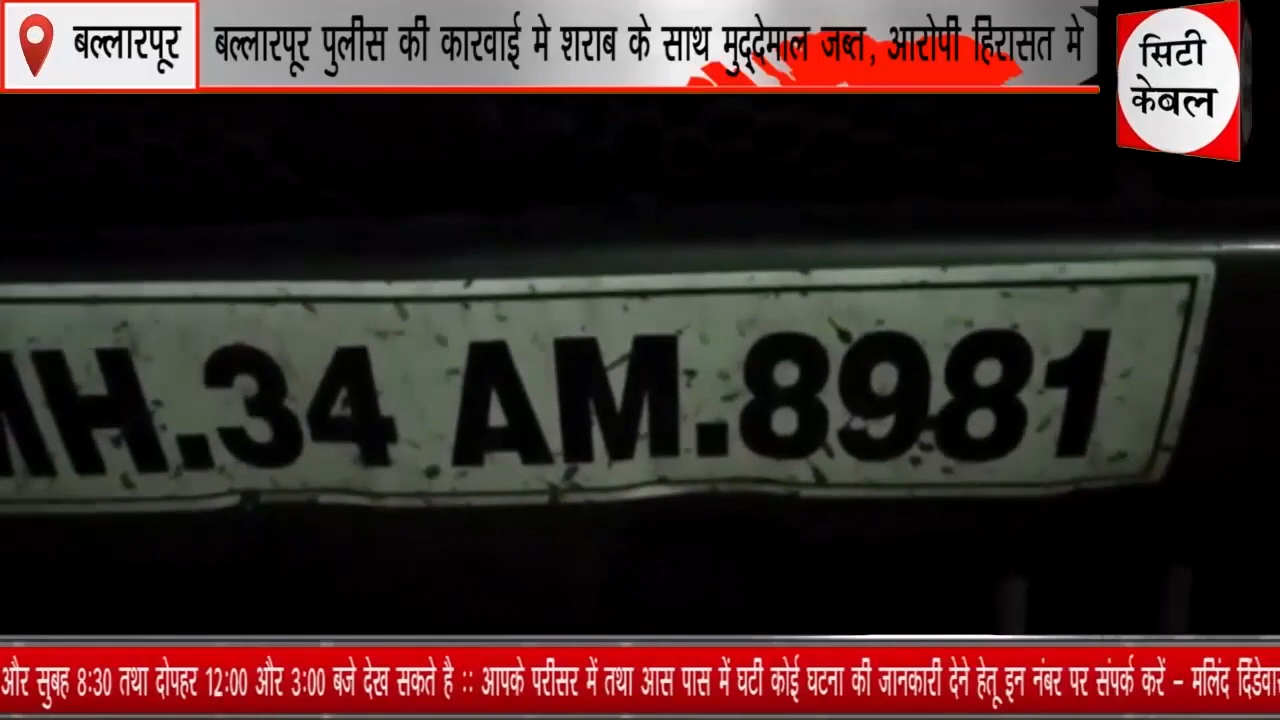 बल्लारपूर
बल्लारपूर पुलीस की कारवाई मे शराब के साथ मुद्देमाल जब्त, आरोपी हिरासत मे
सिटी
केबल
MH.34 AM.8981
और सुबह 8:30 तथा दोपहर 12:00 और 3:00 बजे देख सकते है :: आपके परीसर में तथा आस पास में घटी कोई घटना की जानकारी देने हेतू इन नंबर पर संपर्क करें - मलिंद